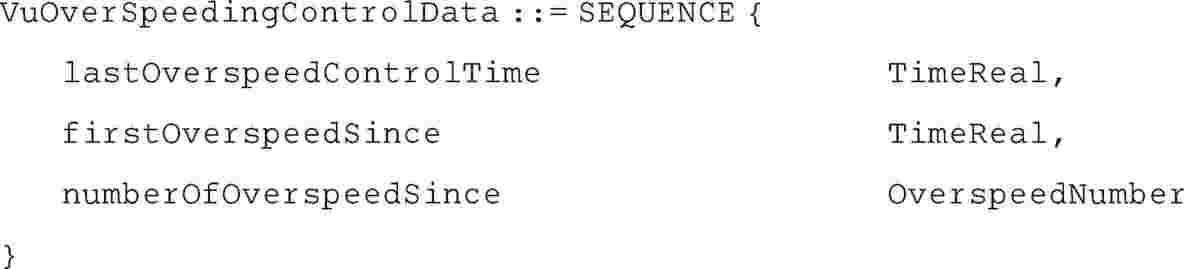 VuOverSpeedingControlData ::= SEQUENCE {
lastOverspeedControlTime TimeReal,
firstOverspeedSince TimeReal,
numberOfOverspeedSince OverspeedNumber
}